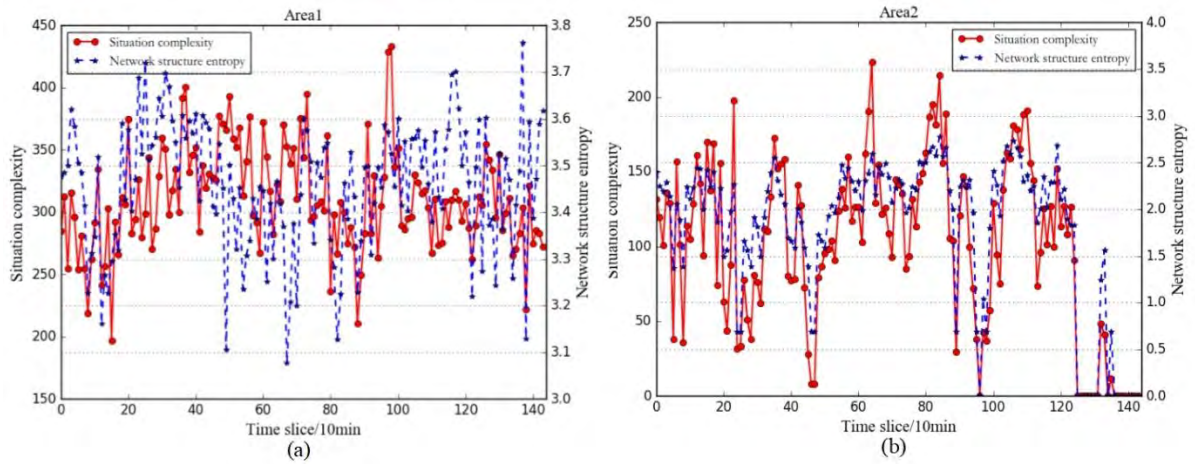 Area1
450
400
350
300
250
200
150
Situation complexity
Situation complexity
Network structure entropy
3.8
3.7
3.6
3.5
3.4
3.3
3.2
3.1
3.0
Network structure entropy
0 20 40 60 80 100 120 140
Time slice/10min
(a)
Area2
250
200
150
100
50
0
Situation complexity
Situation complexity
Network structure entropy
4.0
3.5
3.0
2.5
2.0
1.5
1.0
0.5
0.0
Network structure entropy
0 20 40 60 80 100 120 140
Time slice/10min
(b)